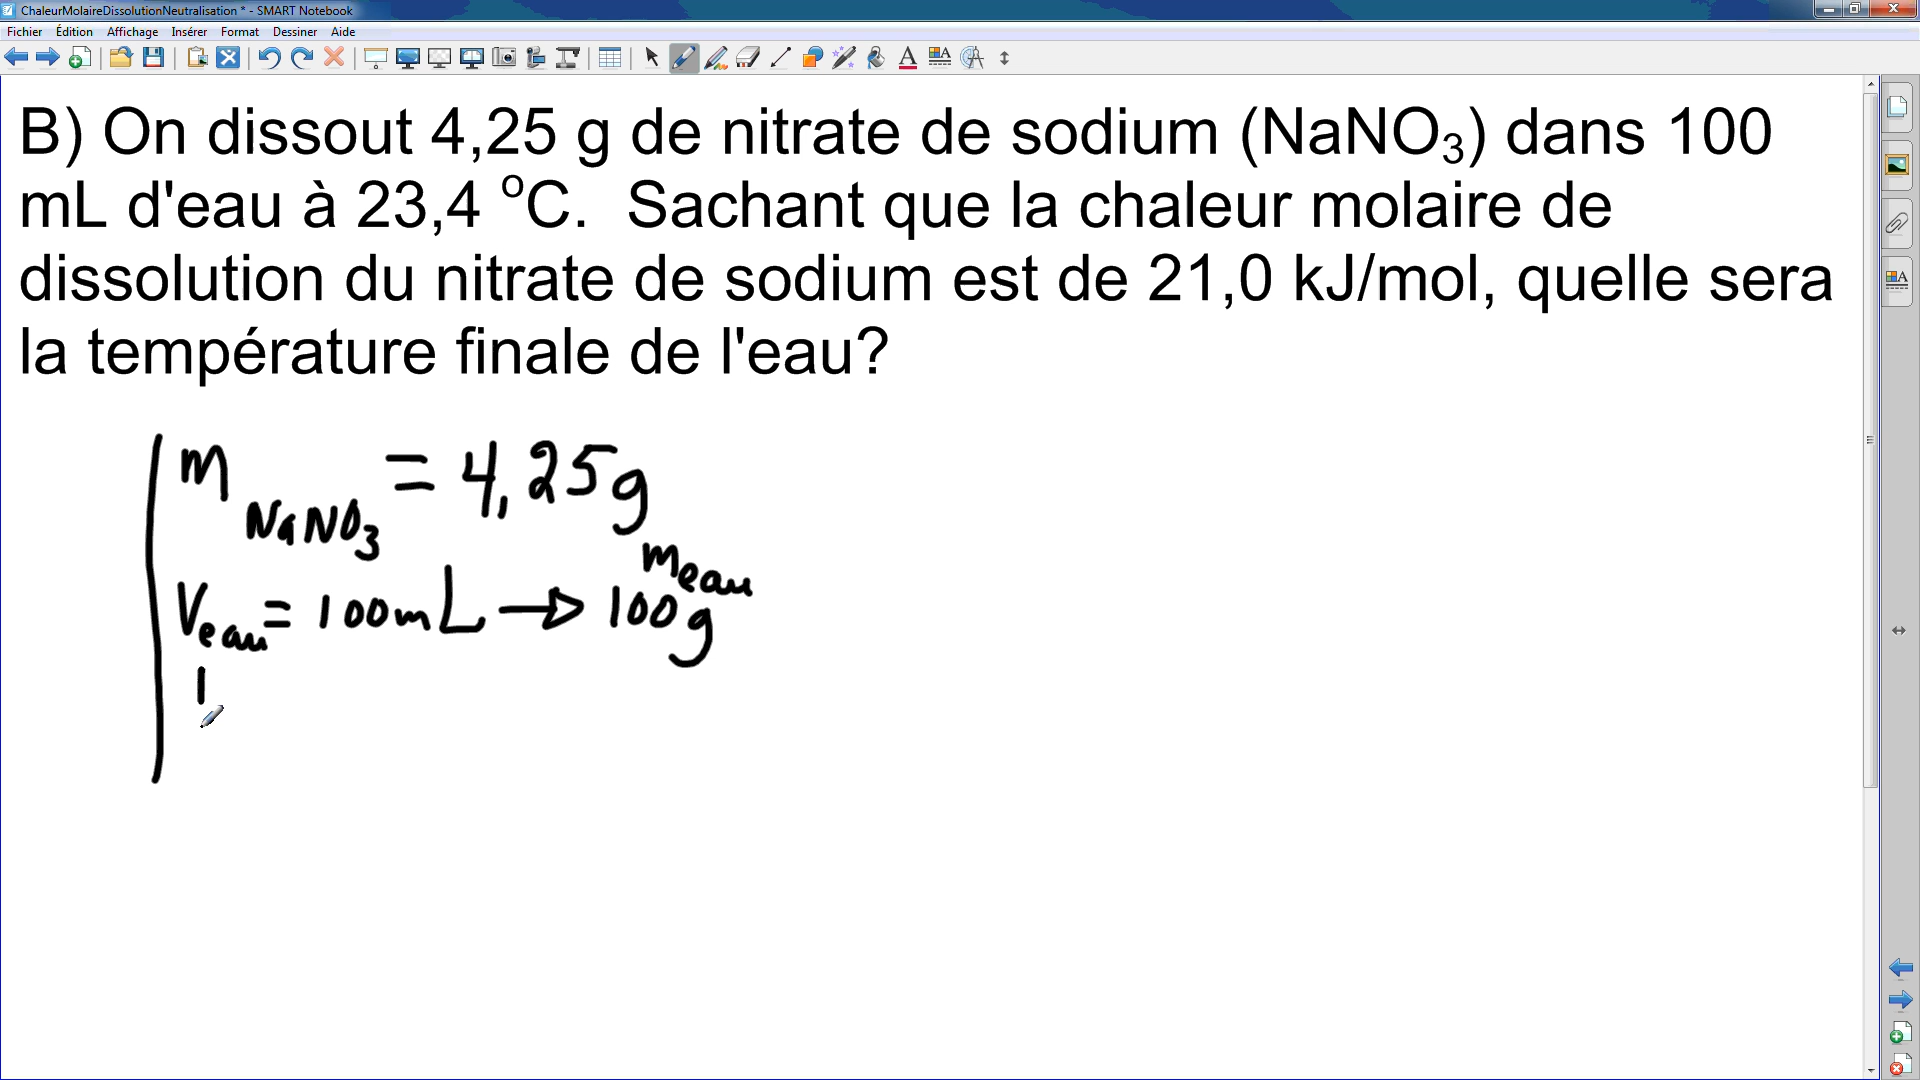 ChaleurMolaireDissolutionNeutralisation * - SMART Notebook
Fichier Édition Affichage Insérer Format Dessiner Aide
B) On dissout 4,25 g de nitrate de sodium (NaNO₃) dans 100
mL d'eau à 23,4 °C. Sachant que la chaleur molaire de
dissolution du nitrate de sodium est de 21,0 kJ/mol, quelle sera
la température finale de l'eau?
m NaNO₃ = 4,25g
m eau
V eau = 100mL → 100g